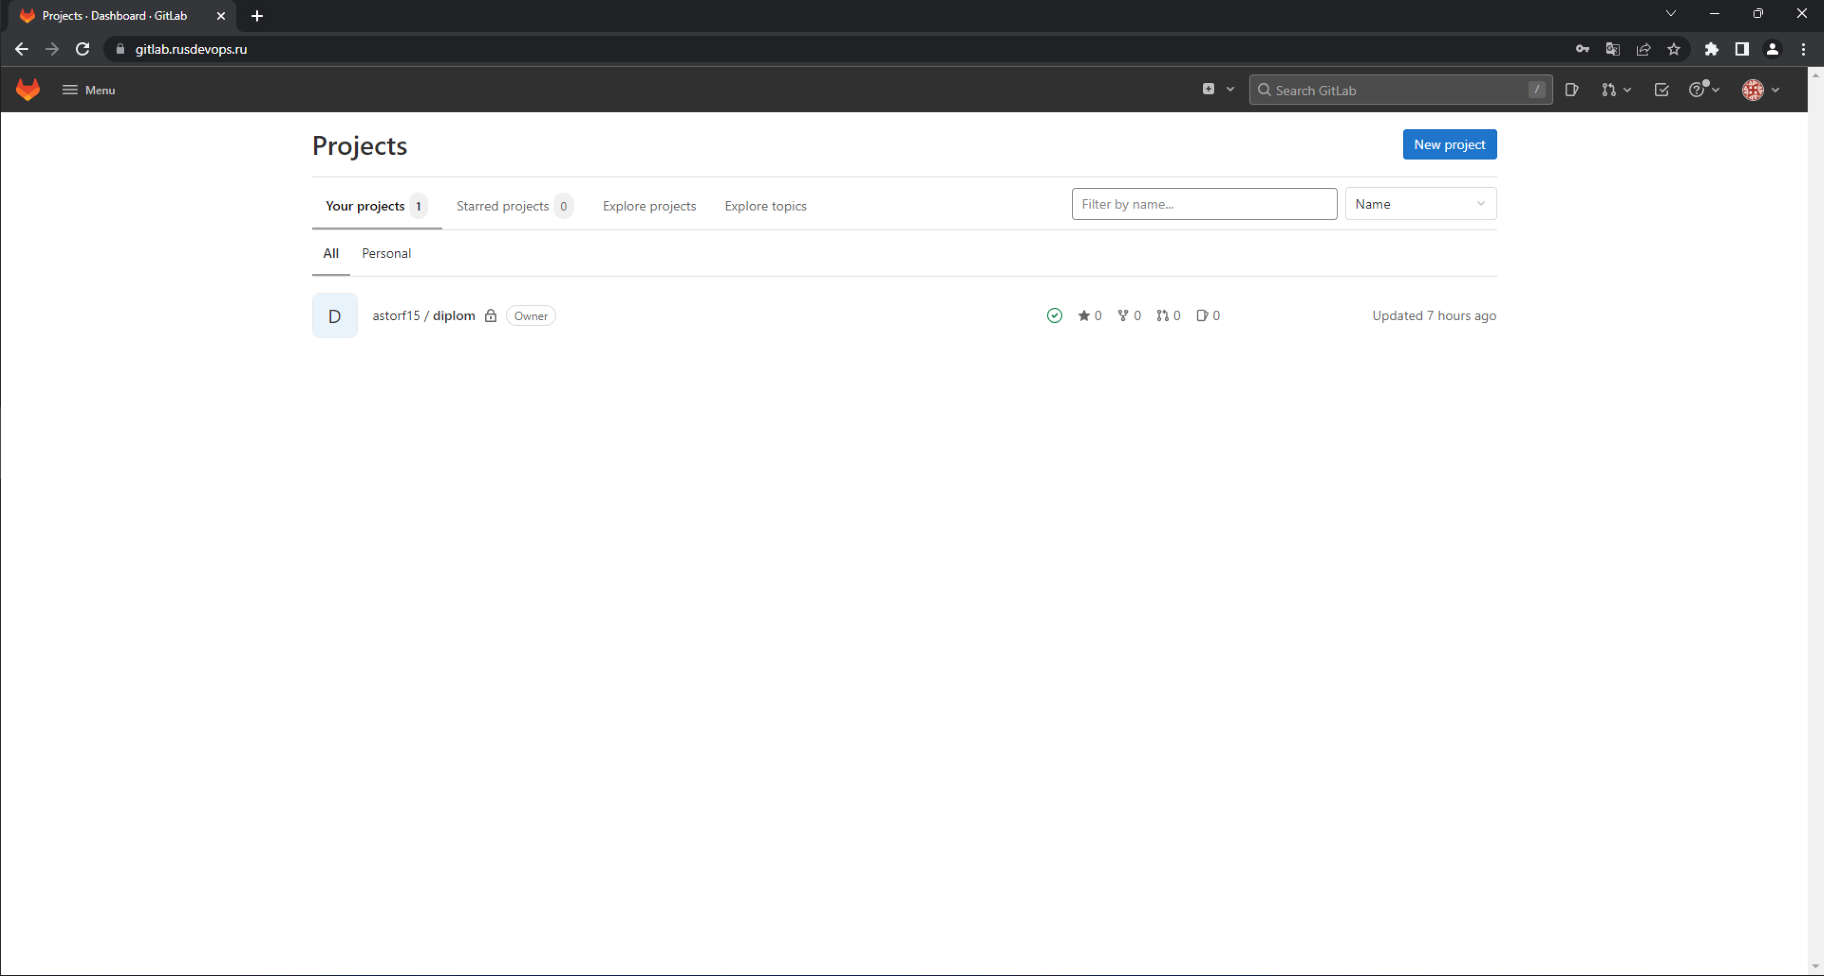 Projects · Dashboard · GitLab
gitlab.rusdevops.ru
Menu
Search GitLab /
Projects
New project
Your projects 1 Starred projects 0 Explore projects Explore topics
Filter by name... Name
All Personal
D astorf15 / diplom Owner 0 0 0 0 Updated 7 hours ago